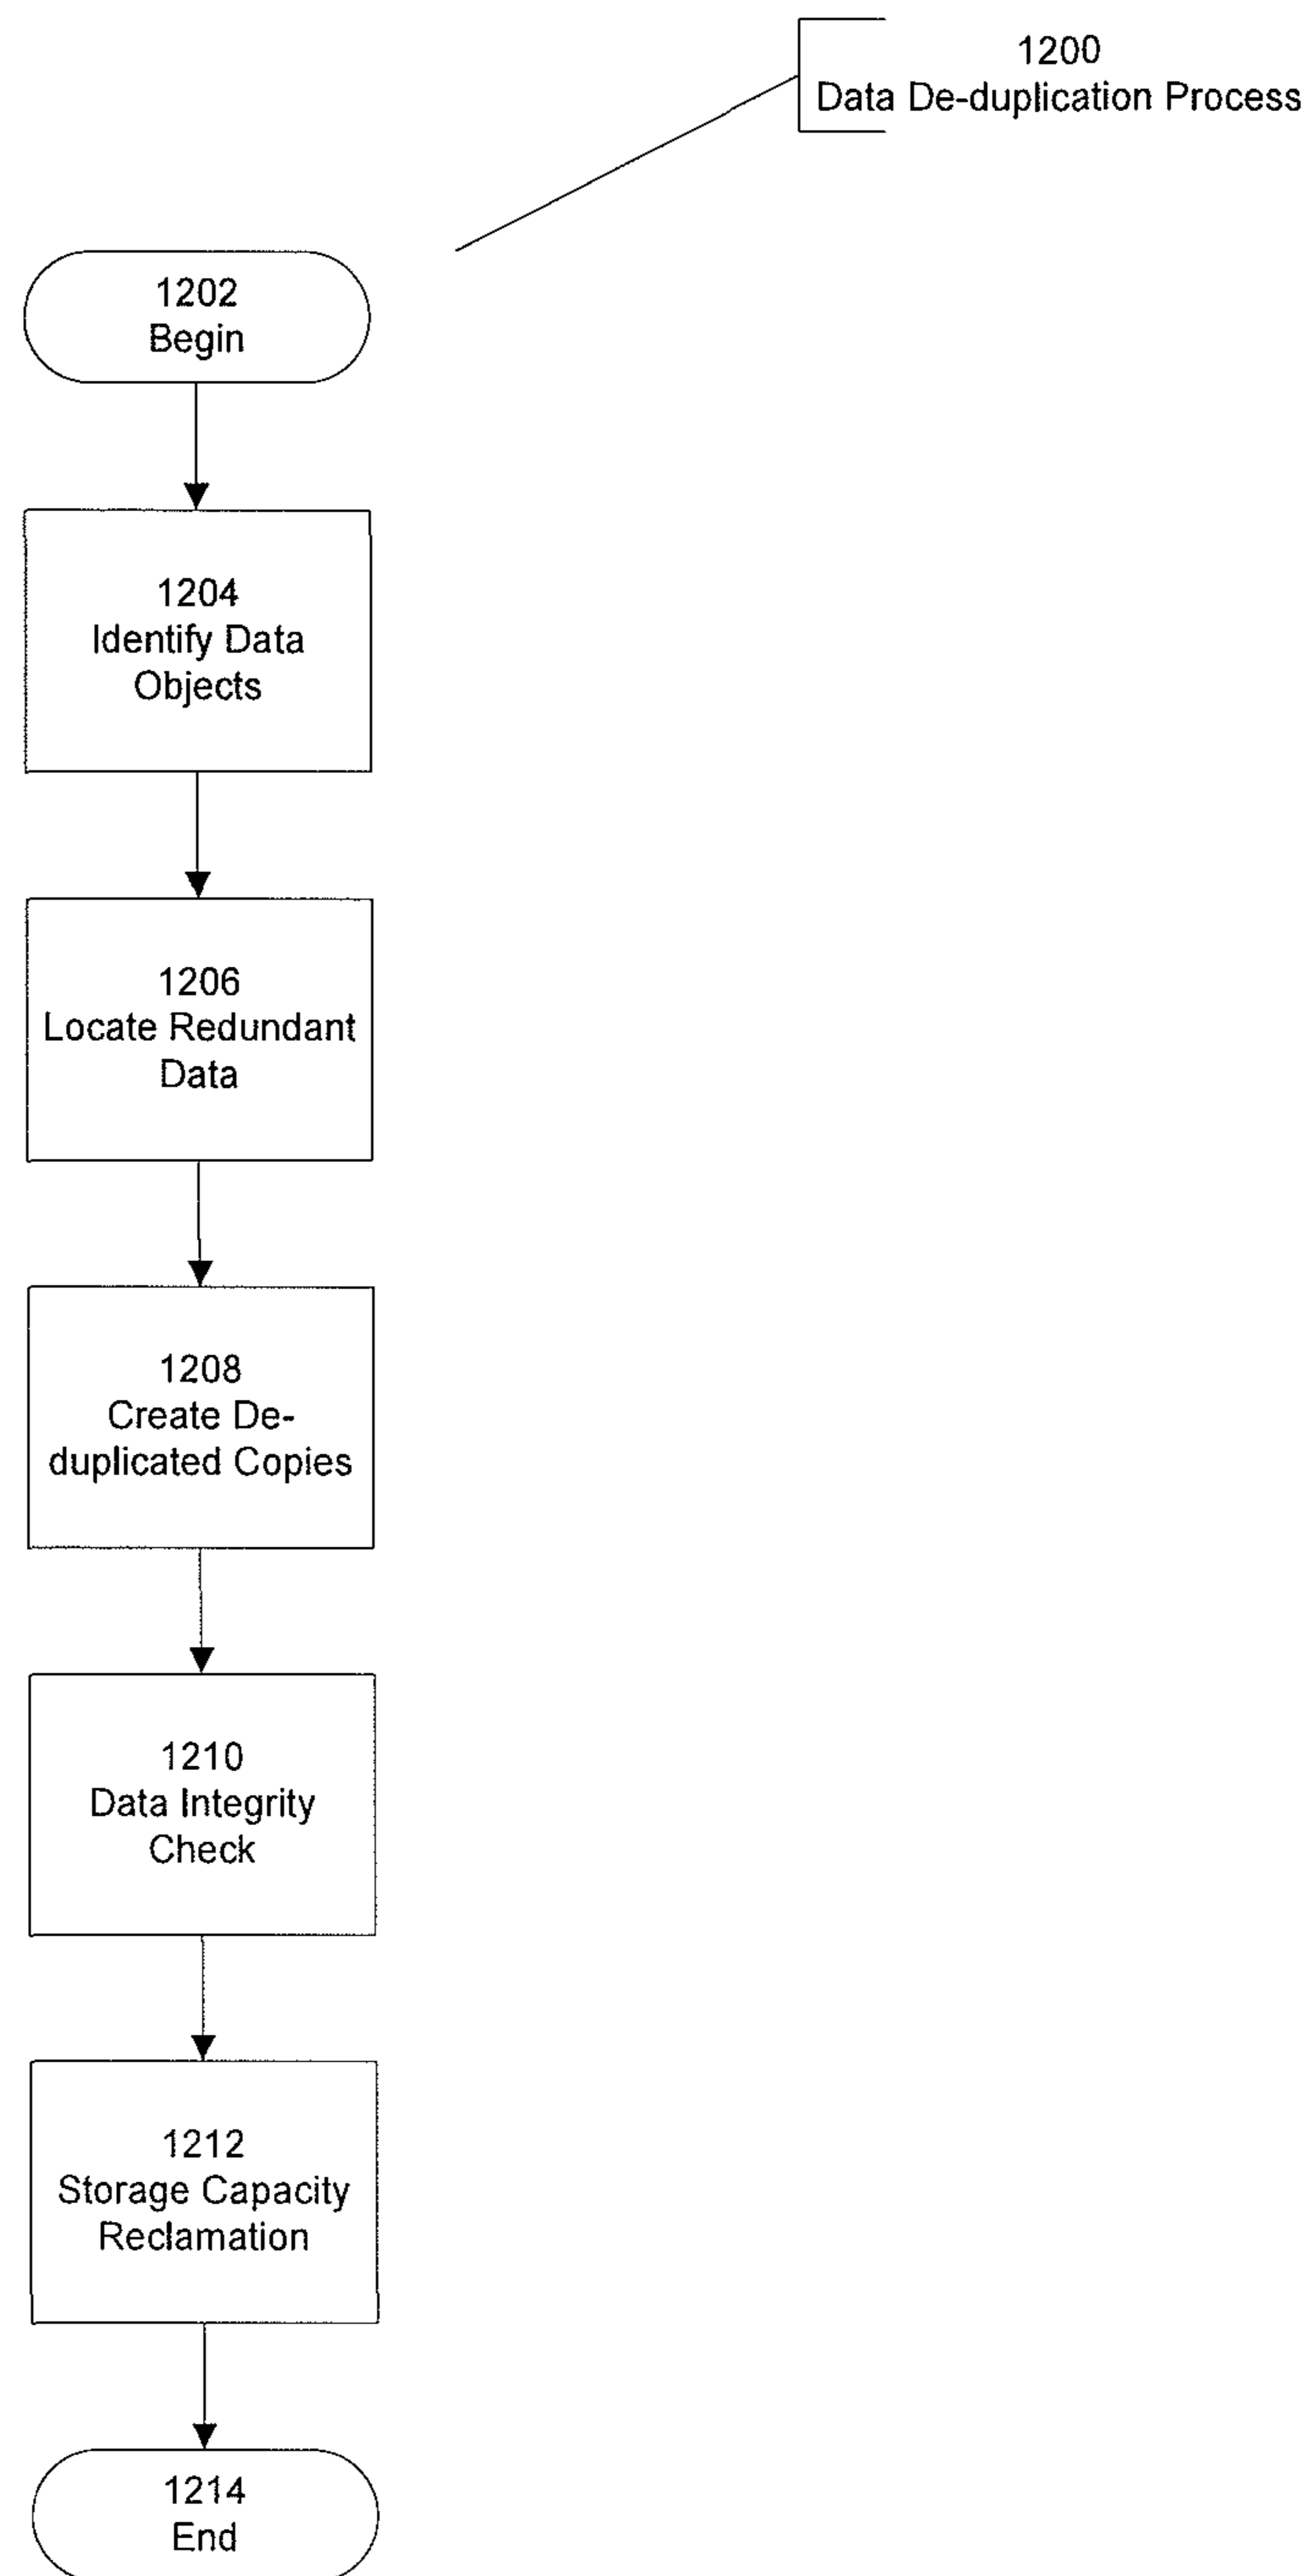 1200
Data De-duplication Process
1202
Begin
1204
Identify Data
Objects
1206
Locate Redundant
Data
1208
Create De-
duplicated Copies
1210
Data Integrity
Check
1212
Storage Capacity
Reclamation
1214
End